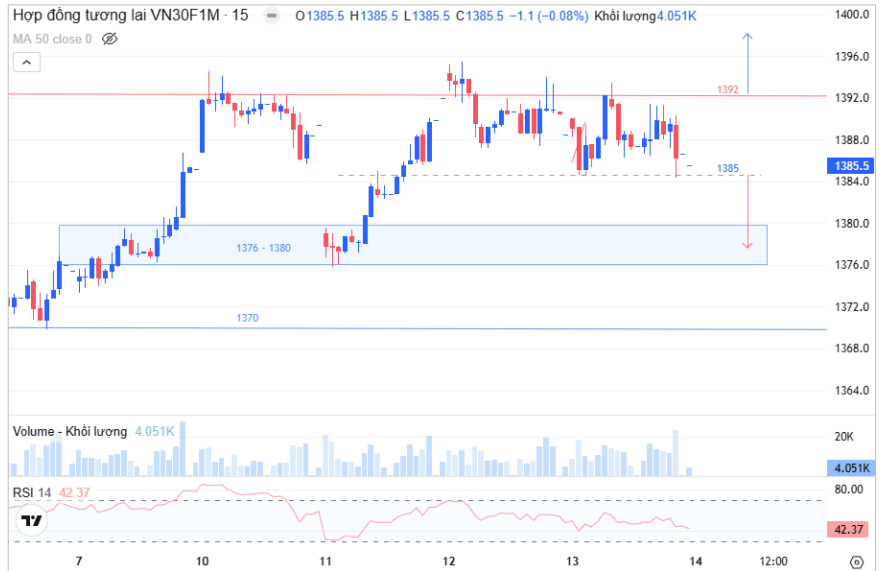 Hợp đồng tương lai VN30F1M · 15 O1385.5 H1385.5 L1385.5 C1385.5 −1.1 (−0.08%) Khối lượng4.051K
MA 50 close 0
1400.0
1396.0
1392
1392.0
1388.0
1385
1385.5
1384.0
1380.0
1376 - 1380
1376.0
1372.0
1370
1368.0
1364.0
Volume - Khối lượng 4.051K
20K
4.051K
RSI 14 42.37
80.00
42.37
7 10 11 12 13 14 12:00